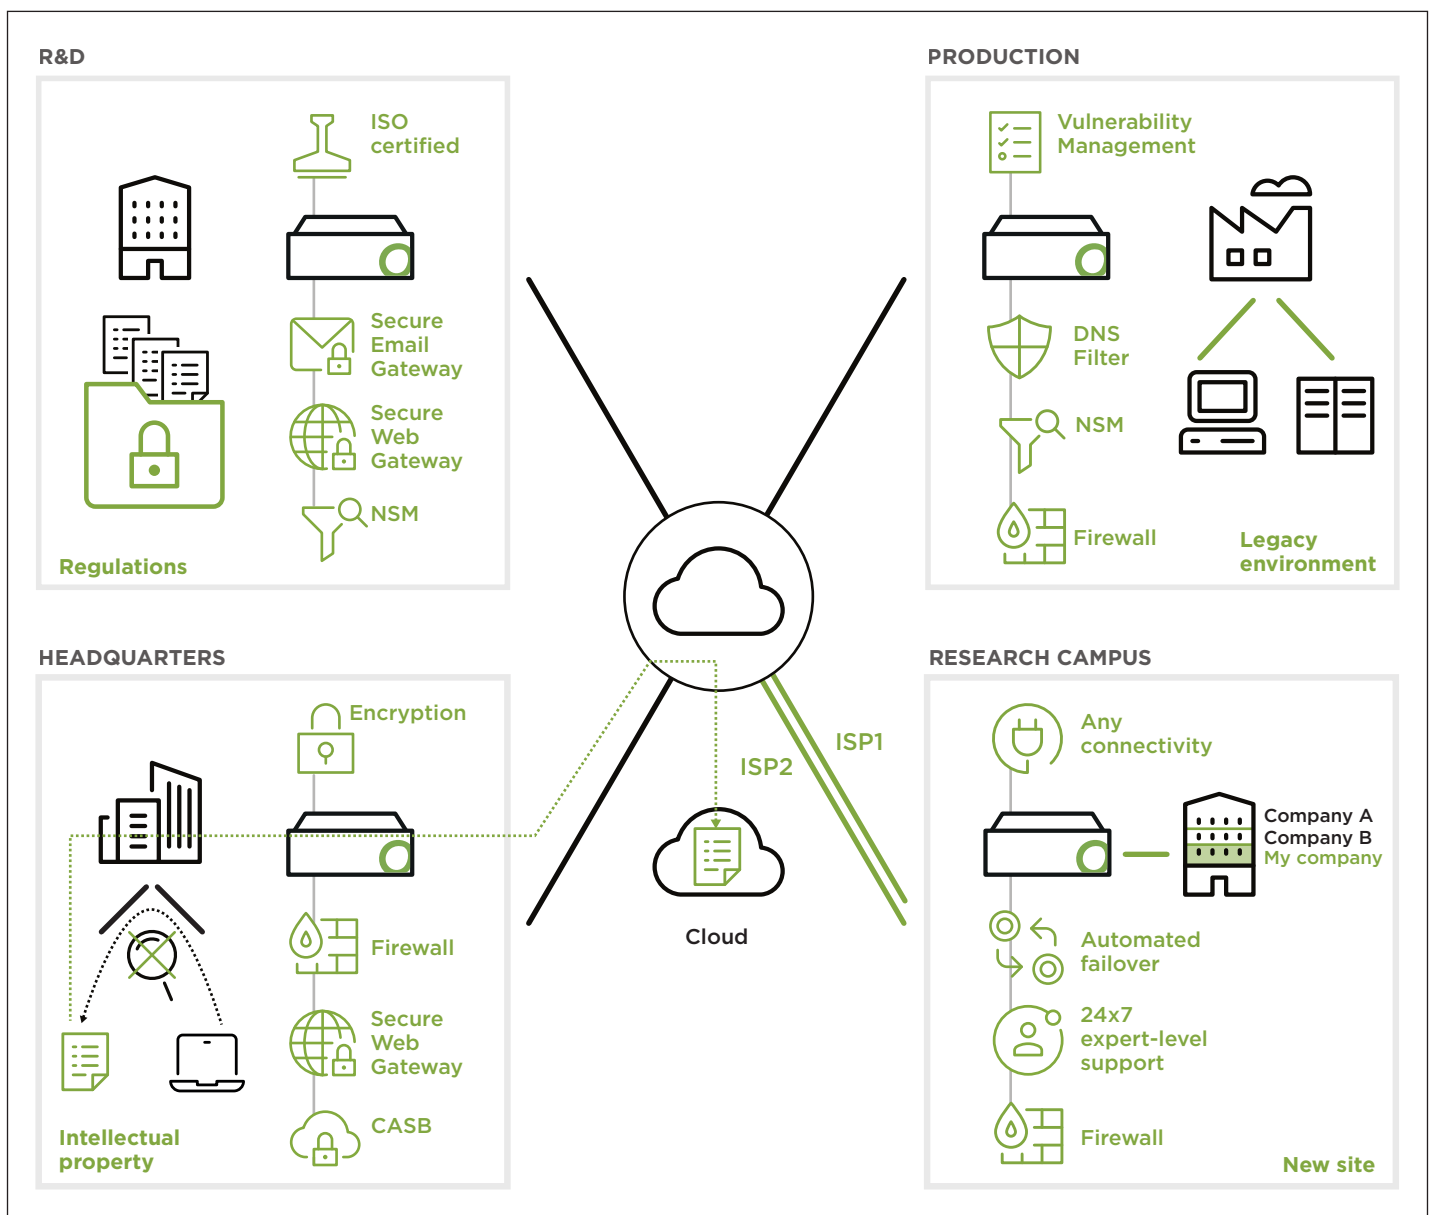 R&D
ISO
certified
Secure
Email
Gateway
Secure
Web
Gateway
NSM
Regulations
PRODUCTION
Vulnerability
Management
DNS
Filter
NSM
Firewall
Legacy
environment
HEADQUARTERS
Encryption
Firewall
Secure
Web
Gateway
CASB
Intellectual
property
ISP1
ISP2
Cloud
RESEARCH CAMPUS
Any
connectivity
Company A
Company B
My company
Automated
failover
24x7
expert-level
support
Firewall
New site